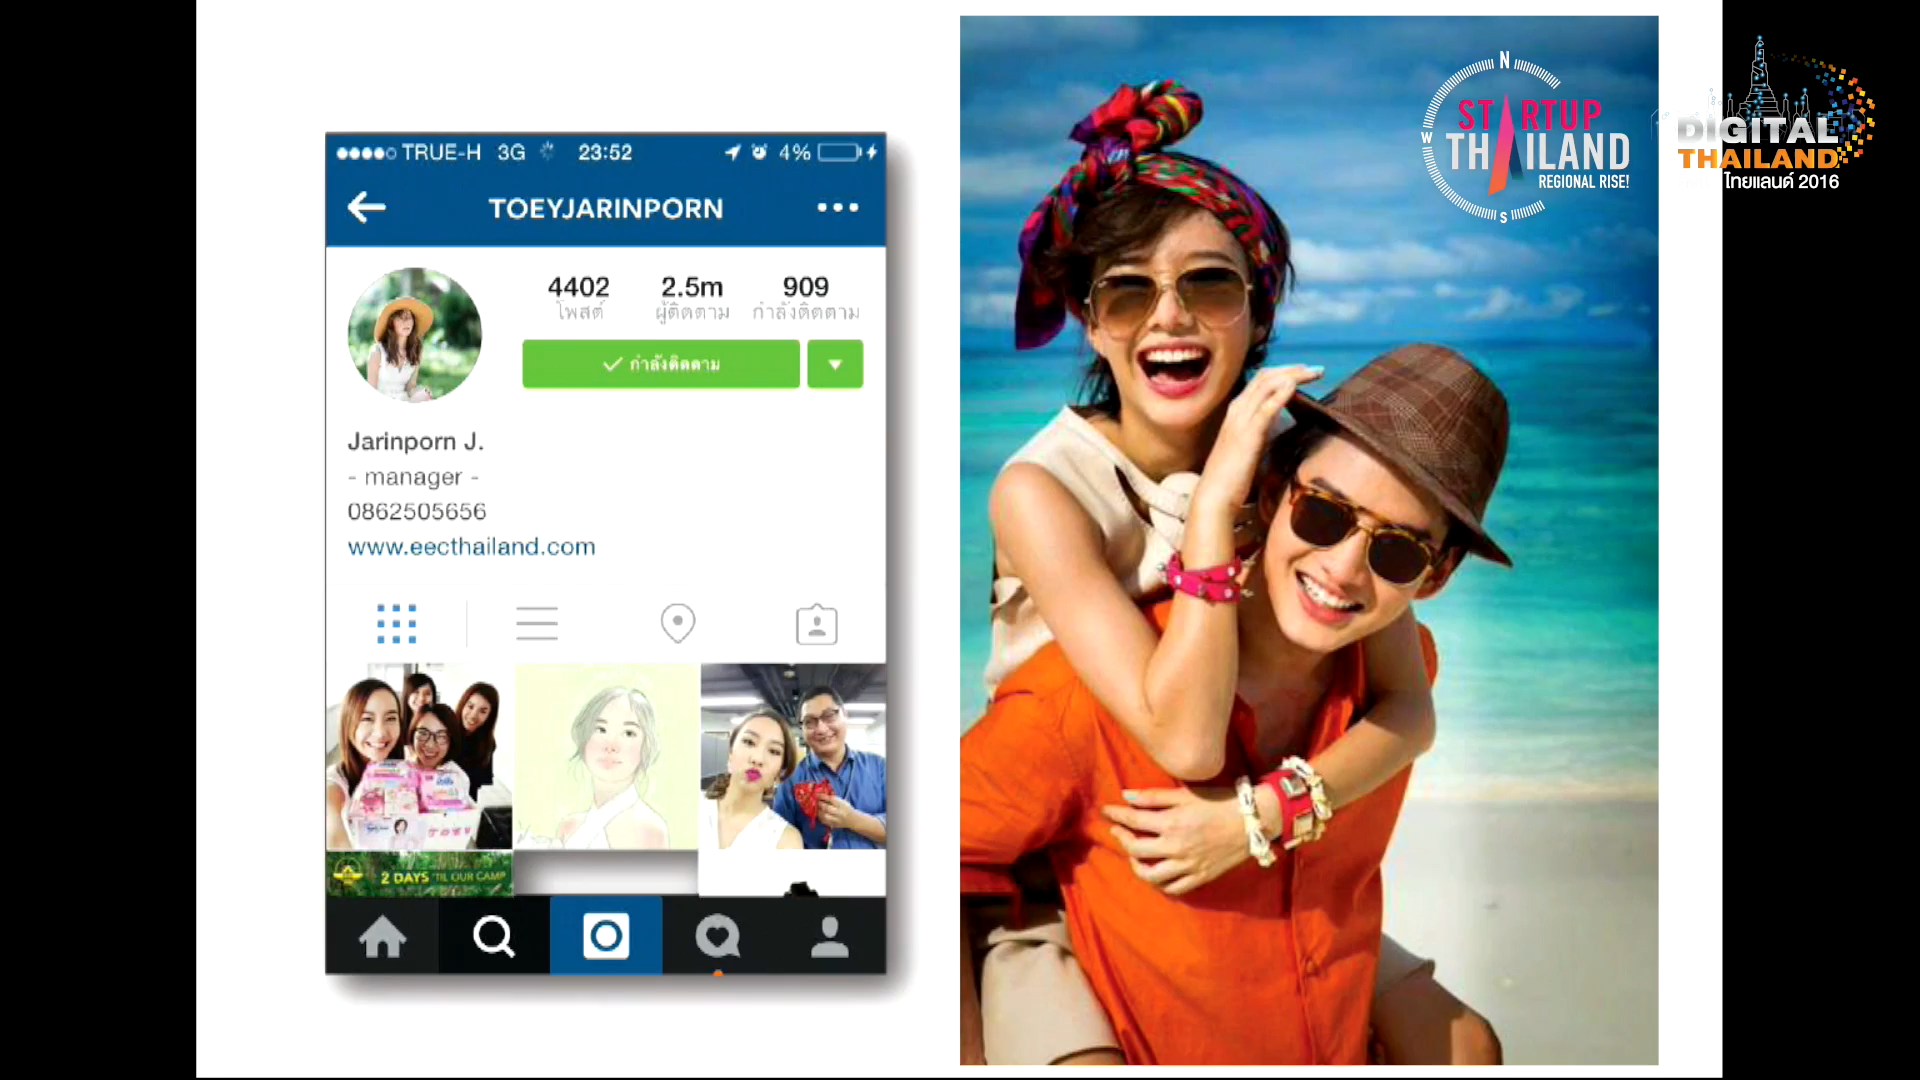 TRUE-H 3G 23:52 4%
TOEYJARINPORN
4402 2.5m 909
โพสต์ ผู้ติดตาม กำลังติดตาม
กำลังติดตาม
Jarinporn J.
- manager -
0862505656
www.eecthailand.com
TOEY
2 DAYS 'TIL OUR CAMP
N
W
S
STARTUP
THAILAND
REGIONAL RISE!
DIGITAL
THAILAND
ไทยแลนด์ 2016